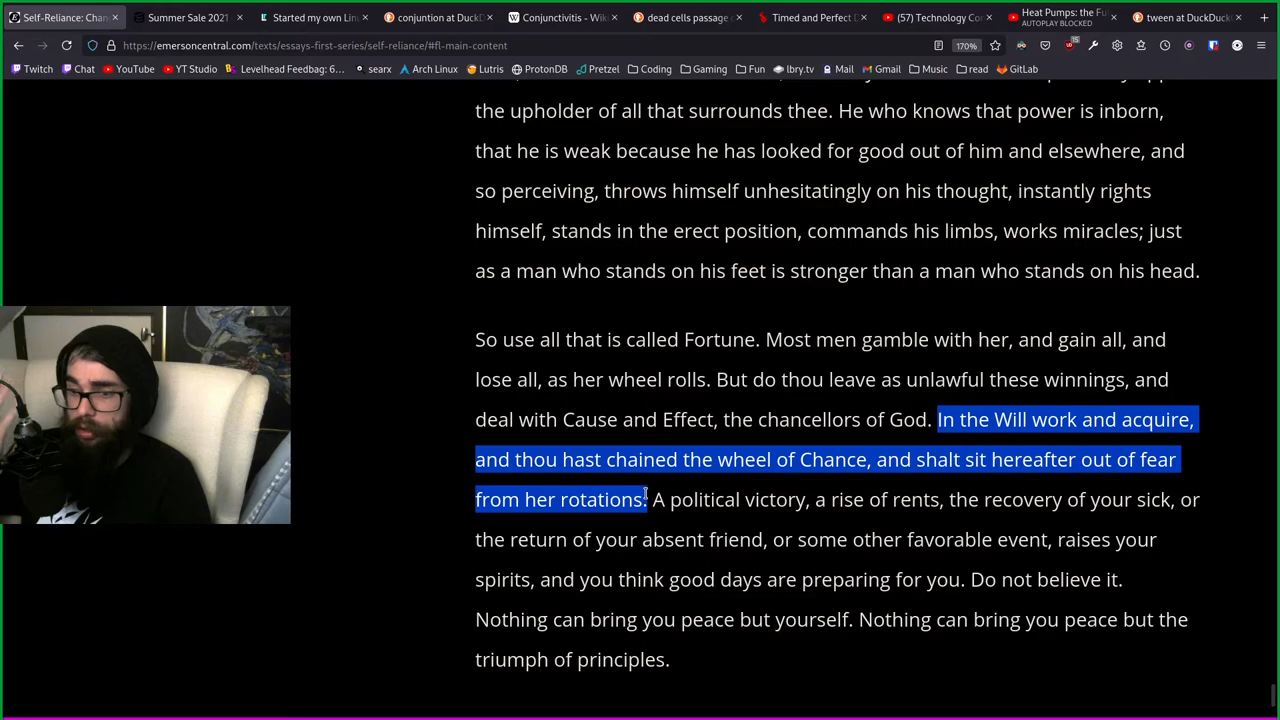 Self-Reliance: Chan
Summer Sale 2021
Started my own Lin
conjuntion at DuckD
Conjunctivitis - Wik
dead cells passage
Timed and Perfect D
(57) Technology Co
Heat Pumps: the Fu
AUTOPLAY BLOCKED
tween at DuckDuck
https://emersoncentral.com/texts/essays-first-series/self-reliance/#fl-main-content
170%
15
Twitch
Chat
YouTube
YT Studio
Levelhead Feedbag: 6…
searx
Arch Linux
Lutris
ProtonDB
Pretzel
Coding
Gaming
Fun
lbry.tv
Mail
Gmail
Music
read
GitLab
the upholder of all that surrounds thee. He who knows that power is inborn,
that he is weak because he has looked for good out of him and elsewhere, and
so perceiving, throws himself unhesitatingly on his thought, instantly rights
himself, stands in the erect position, commands his limbs, works miracles; just
as a man who stands on his feet is stronger than a man who stands on his head.
So use all that is called Fortune. Most men gamble with her, and gain all, and
lose all, as her wheel rolls. But do thou leave as unlawful these winnings, and
deal with Cause and Effect, the chancellors of God. In the Will work and acquire,
and thou hast chained the wheel of Chance, and shalt sit hereafter out of fear
from her rotations. A political victory, a rise of rents, the recovery of your sick, or
the return of your absent friend, or some other favorable event, raises your
spirits, and you think good days are preparing for you. Do not believe it.
Nothing can bring you peace but yourself. Nothing can bring you peace but the
triumph of principles.